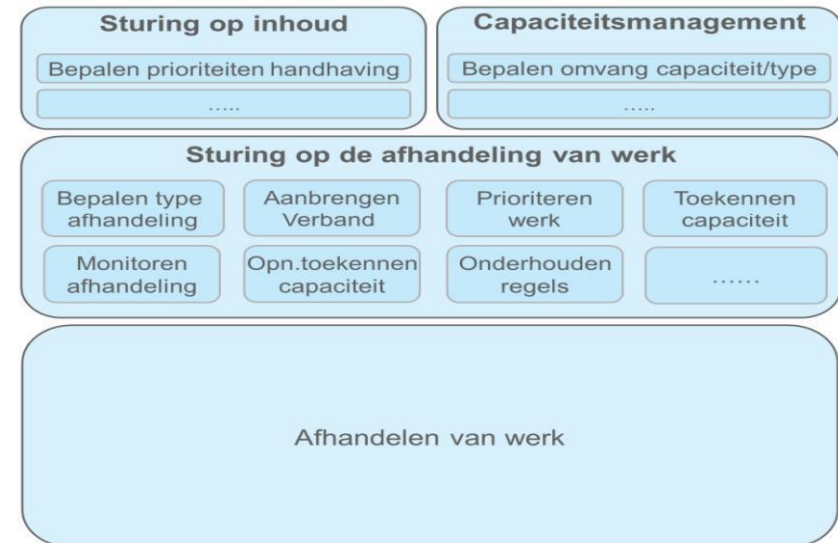 Sturing op inhoud
Bepalen prioriteiten handhaving
.....
Capaciteitsmanagement
Bepalen omvang capaciteit/type
.....
Sturing op de afhandeling van werk
Bepalen type
afhandeling
Aanbrengen
Verband
Prioriteren
werk
Toekennen
capaciteit
Monitoren
afhandeling
Opn.toekennen
capaciteit
Onderhouden
regels
......
Afhandelen van werk